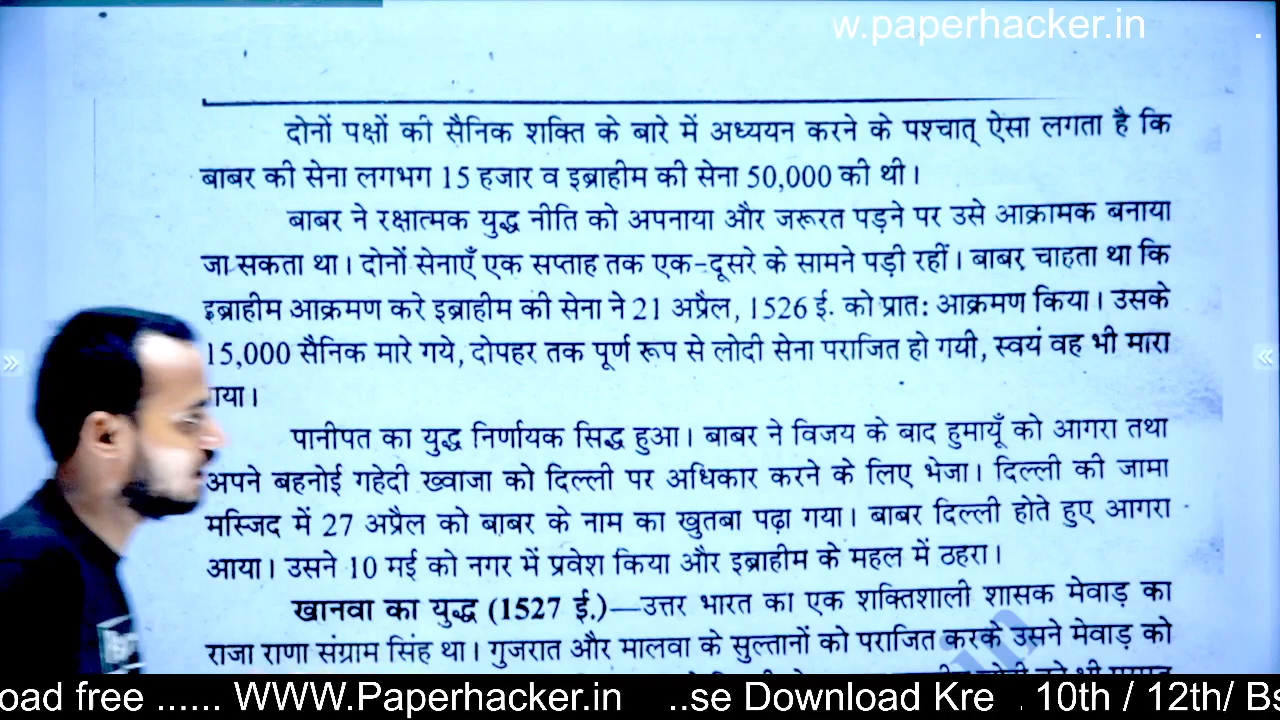 w.paperhacker.in .
दोनों पक्षों की सैनिक शक्ति के बारे में अध्ययन करने के पश्चात् ऐसा लगता है कि
बाबर की सेना लगभग 15 हजार व इब्राहीम की सेना 50,000 की थी।
बाबर ने रक्षात्मक युद्ध नीति को अपनाया और जरूरत पड़ने पर उसे आक्रामक बनाया
जा सकता था। दोनों सेनाएँ एक सप्ताह तक एक-दूसरे के सामने पड़ी रहीं। बाबर चाहता था कि
इब्राहीम आक्रमण करे इब्राहीम की सेना ने 21 अप्रैल, 1526 ई. को प्रात: आक्रमण किया। उसके
15,000 सैनिक मारे गये, दोपहर तक पूर्ण रूप से लोदी सेना पराजित हो गयी, स्वयं वह भी मारा
गया।
पानीपत का युद्ध निर्णायक सिद्ध हुआ। बाबर ने विजय के बाद हुमायूँ को आगरा तथा
अपने बहनोई गहेदी ख्वाजा को दिल्ली पर अधिकार करने के लिए भेजा। दिल्ली की जामा
मस्जिद में 27 अप्रैल को बाबर के नाम का खुतबा पढ़ा गया। बाबर दिल्ली होते हुए आगरा
आया। उसने 10 मई को नगर में प्रवेश किया और इब्राहीम के महल में ठहरा।
खानवा का युद्ध (1527 ई.)—उत्तर भारत का एक शक्तिशाली शासक मेवाड़ का
राजा राणा संग्राम सिंह था। गुजरात और मालवा के सुल्तानों को पराजित करके उसने मेवाड़ को
oad free ...... WWW.Paperhacker.in ..se Download Kre . 10th / 12th/ Bs